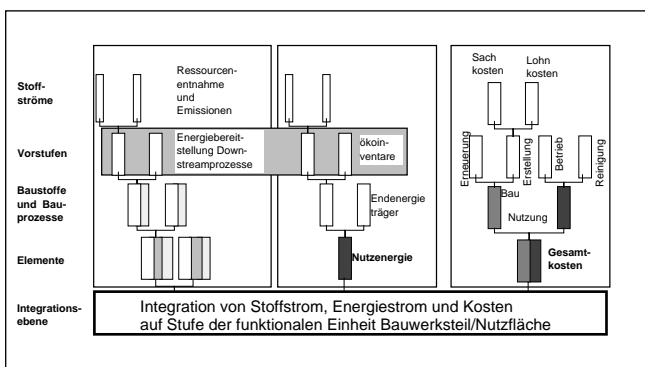 Stoff-
ströme
Vorstufen
Baustoffe
und Bau-
prozesse
Elemente
Integrations-
ebene
Ressourcen-
entnahme
und
Emissionen
Energiebereit-
stellung Down-
streamprozesse
ökoin-
ventare
Endenergie
träger
Nutzenergie
Sach
kosten
Lohn
kosten
Erneuerung
Erstellung
Betrieb
Reinigung
Bau
Nutzung
Gesamt-
kosten
Integration von Stoffstrom, Energiestrom und Kosten
auf Stufe der funktionalen Einheit Bauwerksteil/Nutzfläche